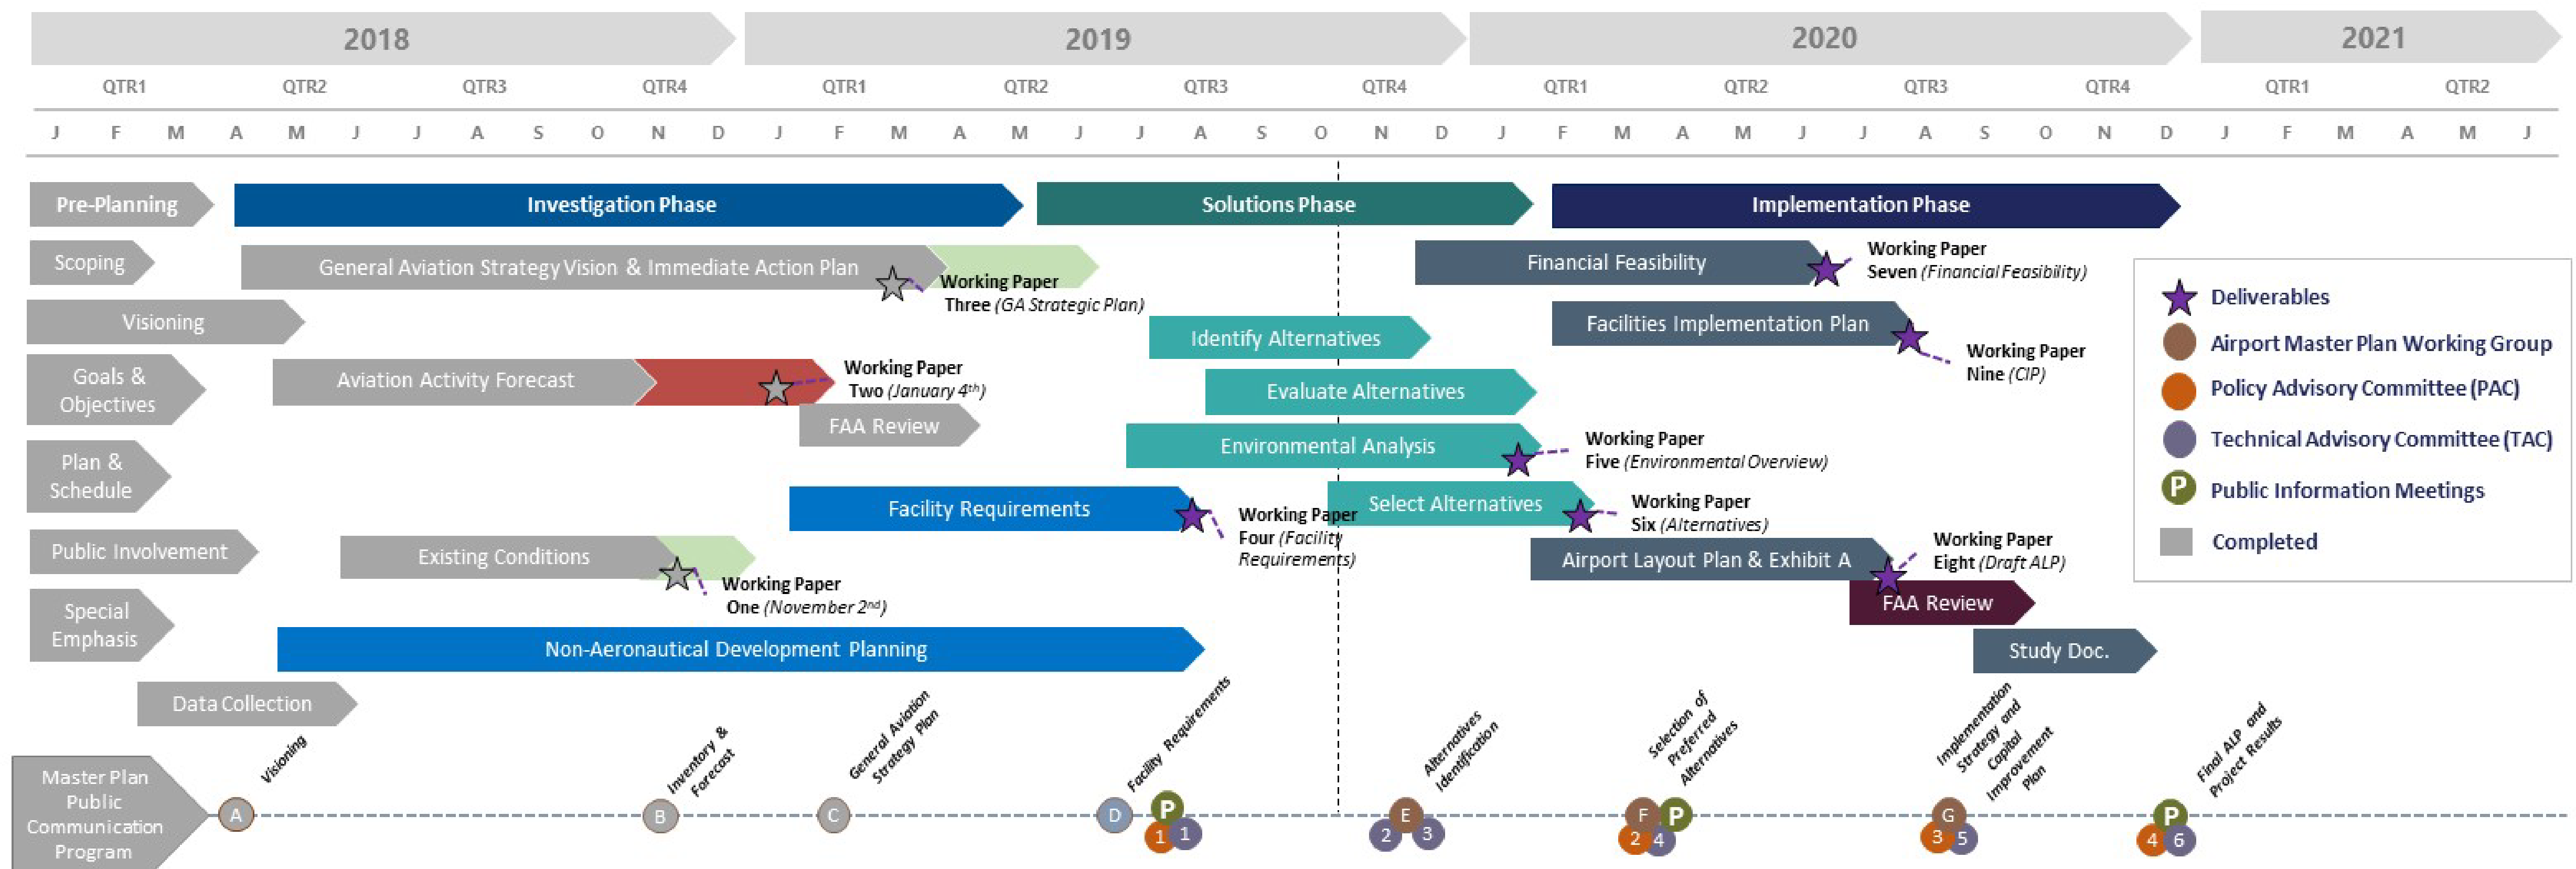 2018 2019 2020 2021
QTR1 QTR2 QTR3 QTR4 QTR1 QTR2 QTR3 QTR4 QTR1 QTR2 QTR3 QTR4 QTR1 QTR2
J F M A M J J A S O N D J F M A M J J A S O N D J F M A M J J A S O N D J F M A M J
Pre-Planning
Investigation Phase
Solutions Phase
Implementation Phase
Scoping
General Aviation Strategy Vision & Immediate Action Plan
Working Paper
Three (GA Strategic Plan)
Financial Feasibility
Working Paper
Seven (Financial Feasibility)
Visioning
Identify Alternatives
Facilities Implementation Plan
Working Paper
Nine (CIP)
Goals &
Objectives
Aviation Activity Forecast
Working Paper
Two (January 4th)
FAA Review
Evaluate Alternatives
Environmental Analysis
Working Paper
Five (Environmental Overview)
Plan &
Schedule
Facility Requirements
Working Paper
Four (Facility
Requirements)
Select Alternatives
Working Paper
Six (Alternatives)
Public Involvement
Existing Conditions
Working Paper
One (November 2nd)
Airport Layout Plan & Exhibit A
Working Paper
Eight (Draft ALP)
FAA Review
Special
Emphasis
Non-Aeronautical Development Planning
Study Doc.
Data Collection
Deliverables
Airport Master Plan Working Group
Policy Advisory Committee (PAC)
Technical Advisory Committee (TAC)
P Public Information Meetings
Completed
Master Plan
Public
Communication
Program
Visioning
A
Inventory &
Forecast
B
General Aviation
Strategy Plan
C
Facility Requirements
D
P
1 1
Alternatives
Identification
E
2 3
Selection of
Preferred
Alternatives
F P
2 4
Implementation
Strategy and
Capital
Improvement
Plan
G
3 5
Final ALP and
Project Results
P
4 6